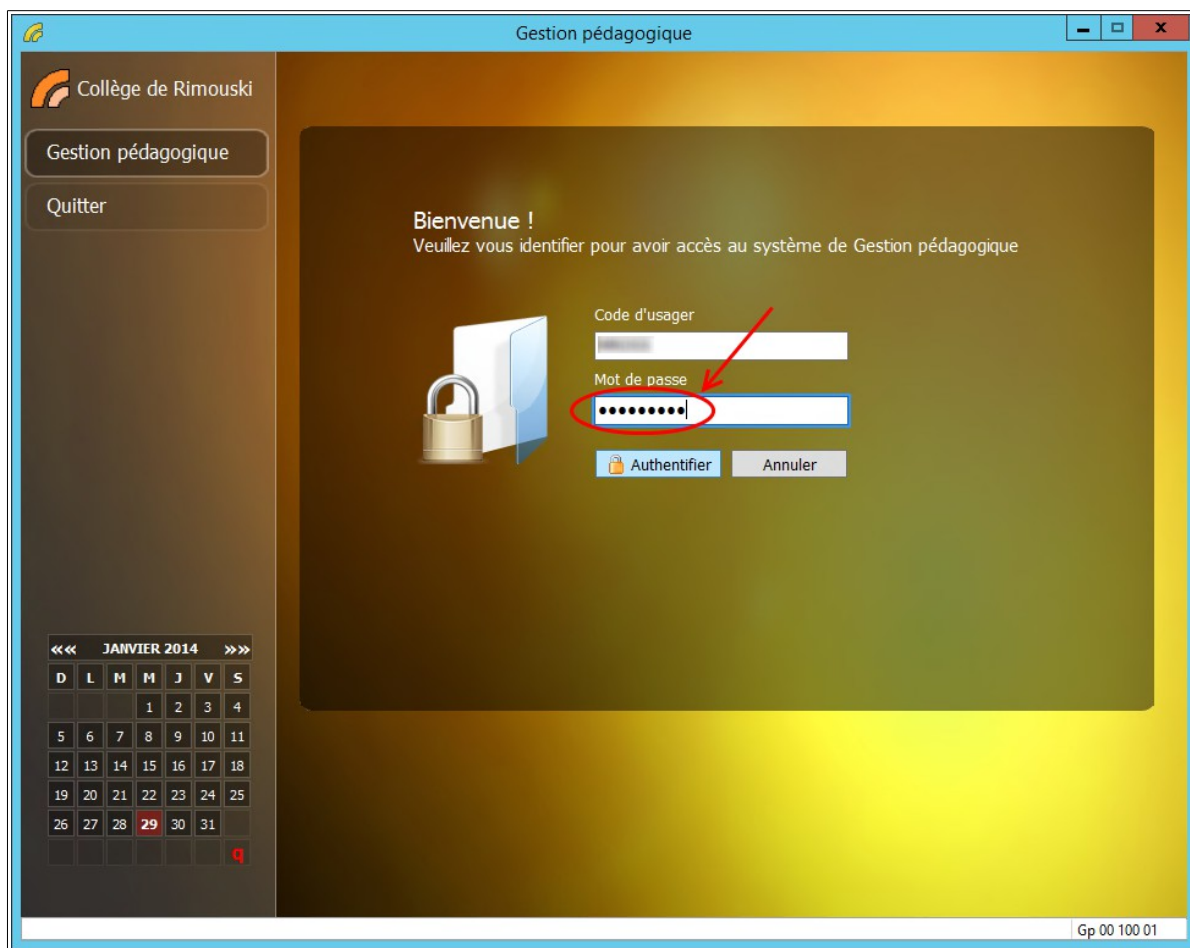 Gestion pédagogique
Collège de Rimouski
Gestion pédagogique
Quitter
Bienvenue !
Veuillez vous identifier pour avoir accès au système de Gestion pédagogique
Code d'usager
Mot de passe
Authentifier Annuler
«« JANVIER 2014 »»
D L M M J V S
1 2 3 4
5 6 7 8 9 10 11
12 13 14 15 16 17 18
19 20 21 22 23 24 25
26 27 28 29 30 31
q
Gp 00 100 01